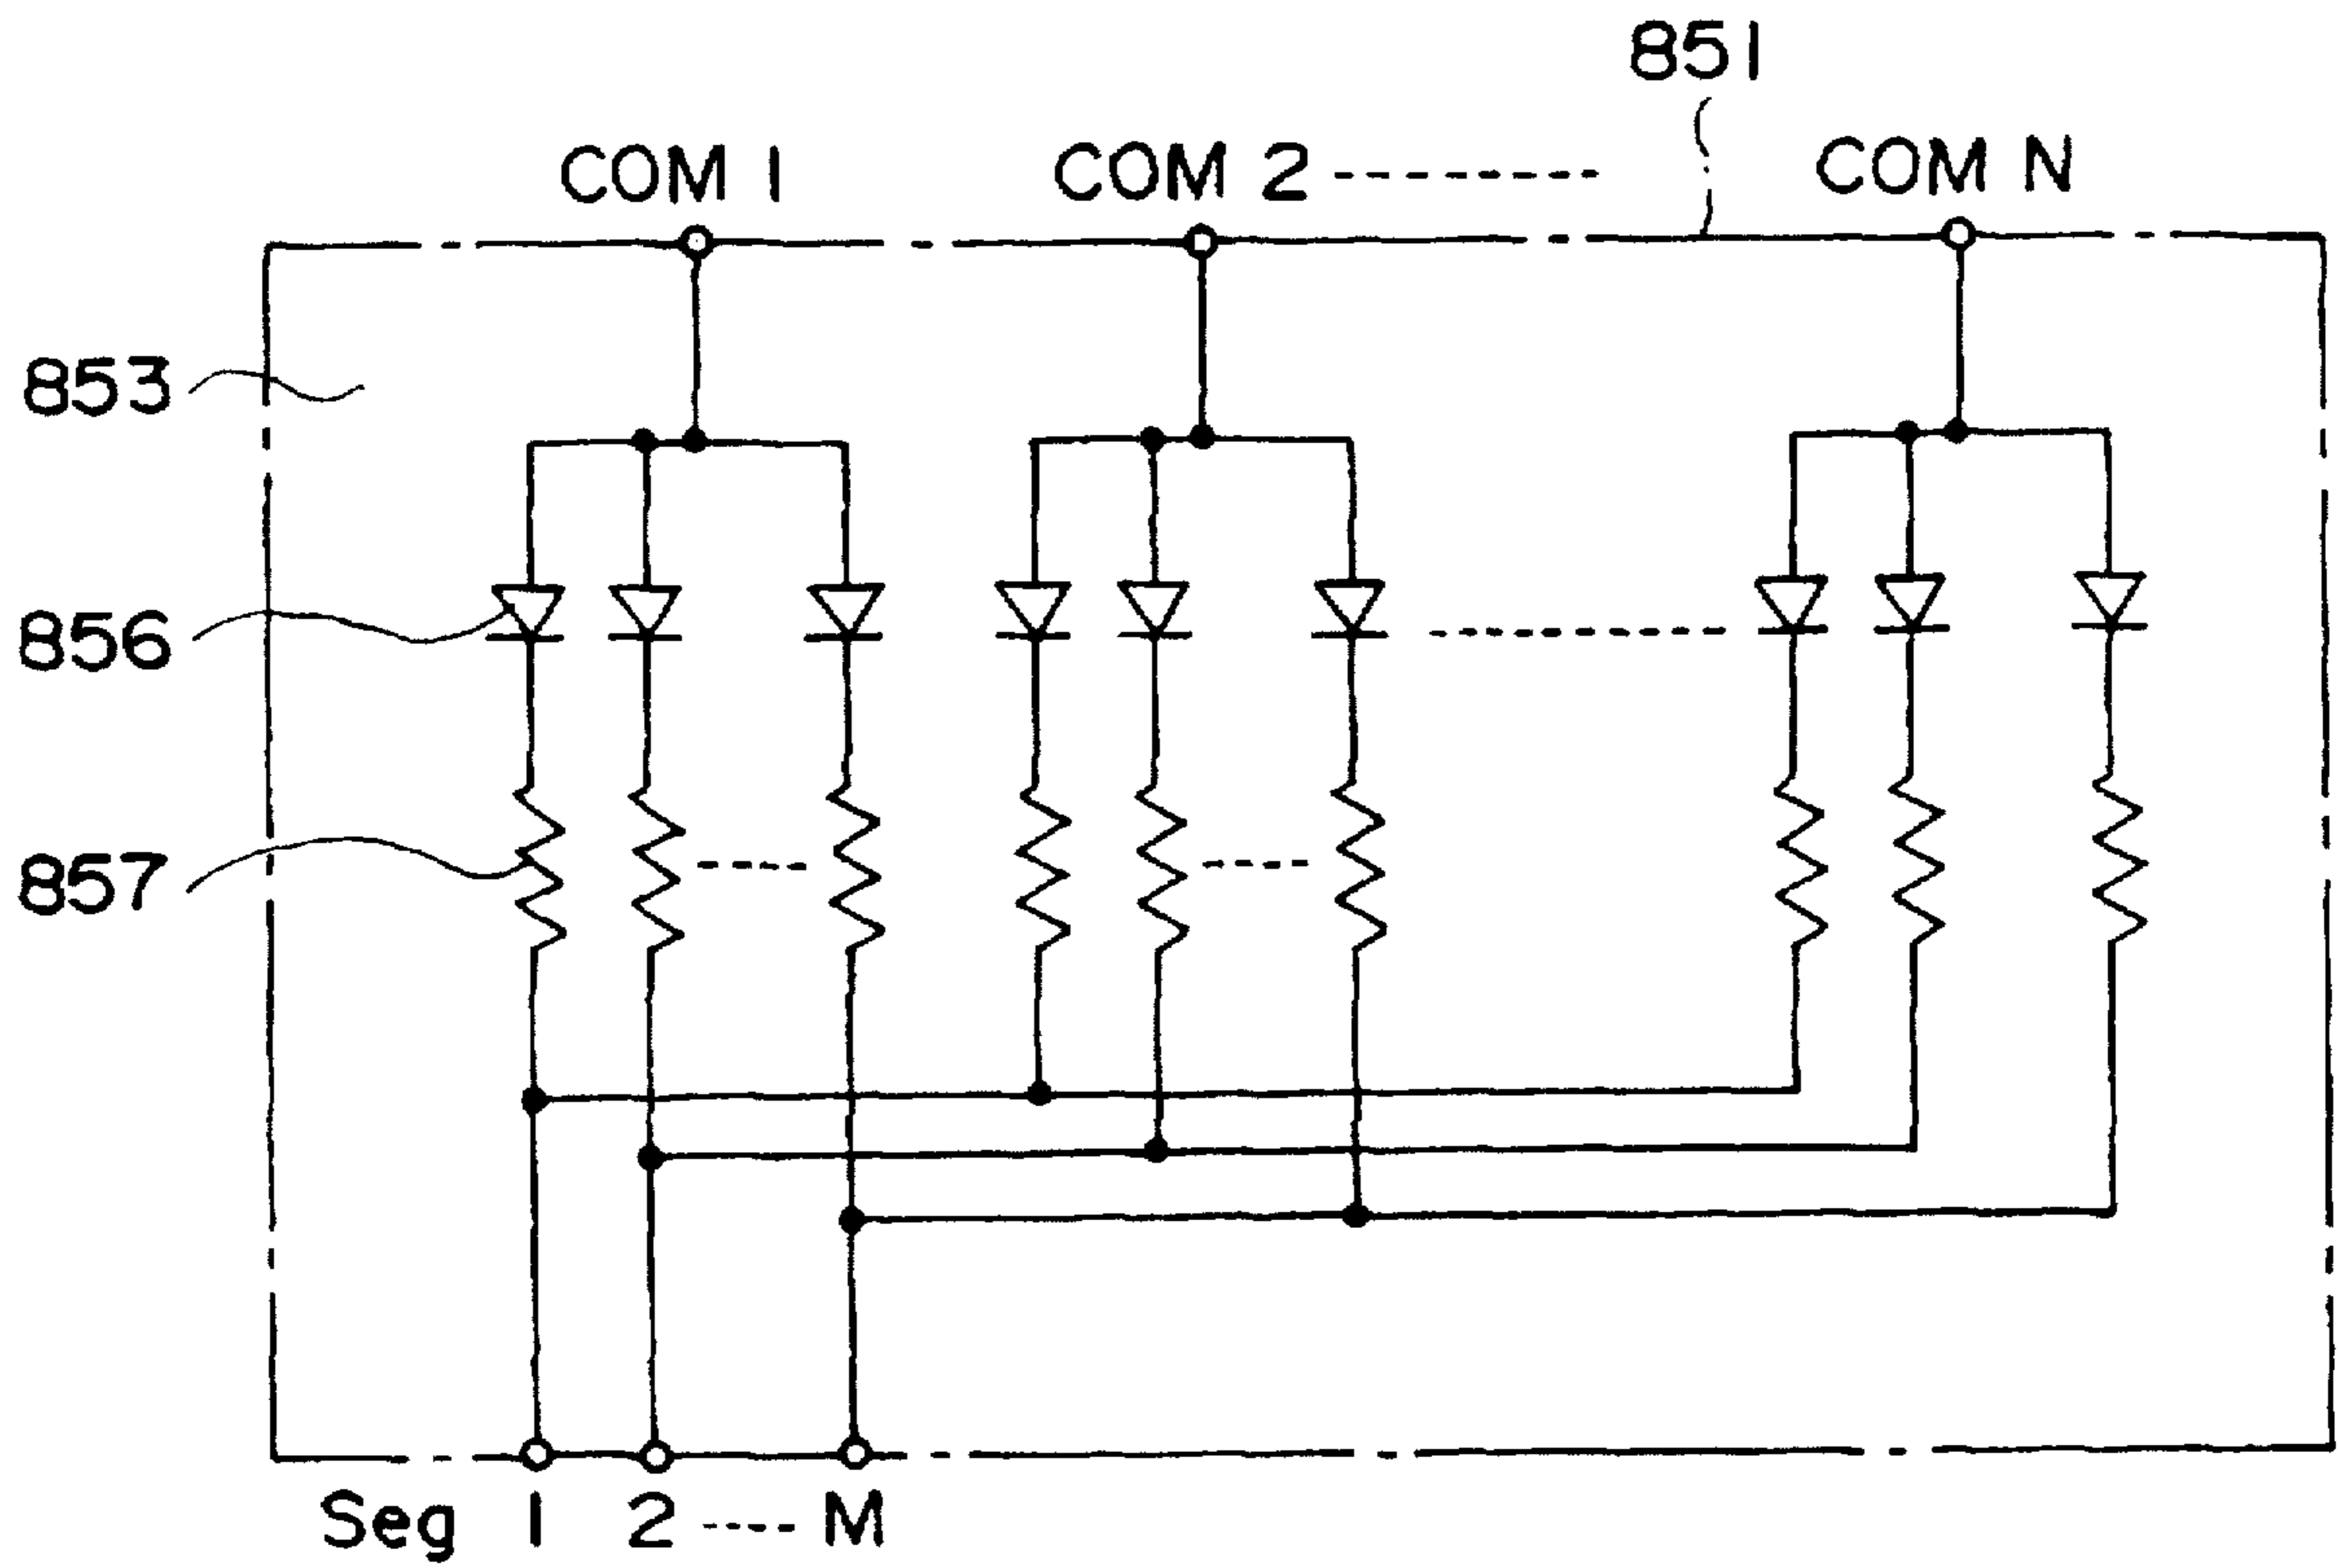 851
COM 1 COM 2 --------- COM N
853
856
857
Seg 1 2 ---- M